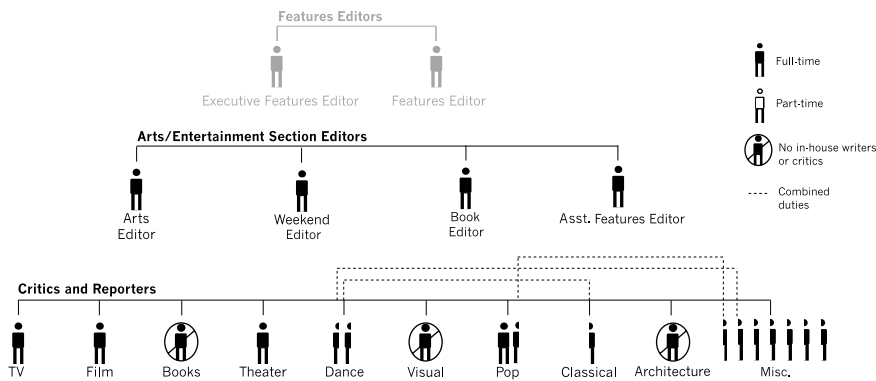 Features Editors
Executive Features Editor
Features Editor
Full-time
Part-time
No in-house writers
or critics
Combined
duties
Arts/Entertainment Section Editors
Arts
Editor
Weekend
Editor
Book
Editor
Asst. Features Editor
Critics and Reporters
TV
Film
Books
Theater
Dance
Visual
Pop
Classical
Architecture
Misc.